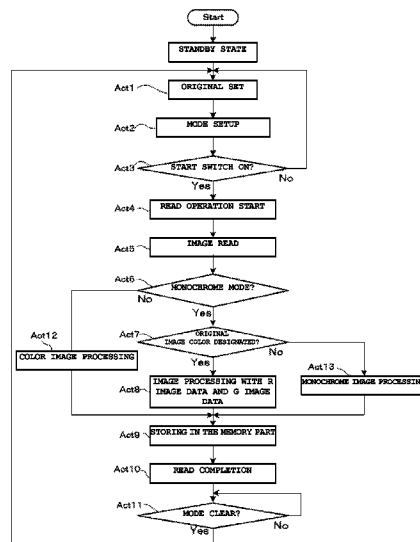 Start
STANDBY STATE
Act1
ORIGINAL SET
Act2
MODE SETUP
Act3
START SWITCH ON?
No
Yes
Act4
READ OPERATION START
Act5
IMAGE READ
Act6
MONOCHROME MODE?
No
Yes
Act12
COLOR IMAGE PROCESSING
Act7
ORIGINAL
IMAGE COLOR DESIGNATED?
No
Yes
Act13
MONOCHROME IMAGE PROCESSING
Act8
IMAGE PROCESSING WITH R
IMAGE DATA AND G IMAGE
DATA
Act9
STORING IN THE MEMORY PART
Act10
READ COMPLETION
Act11
MODE CLEAR?
Yes
No